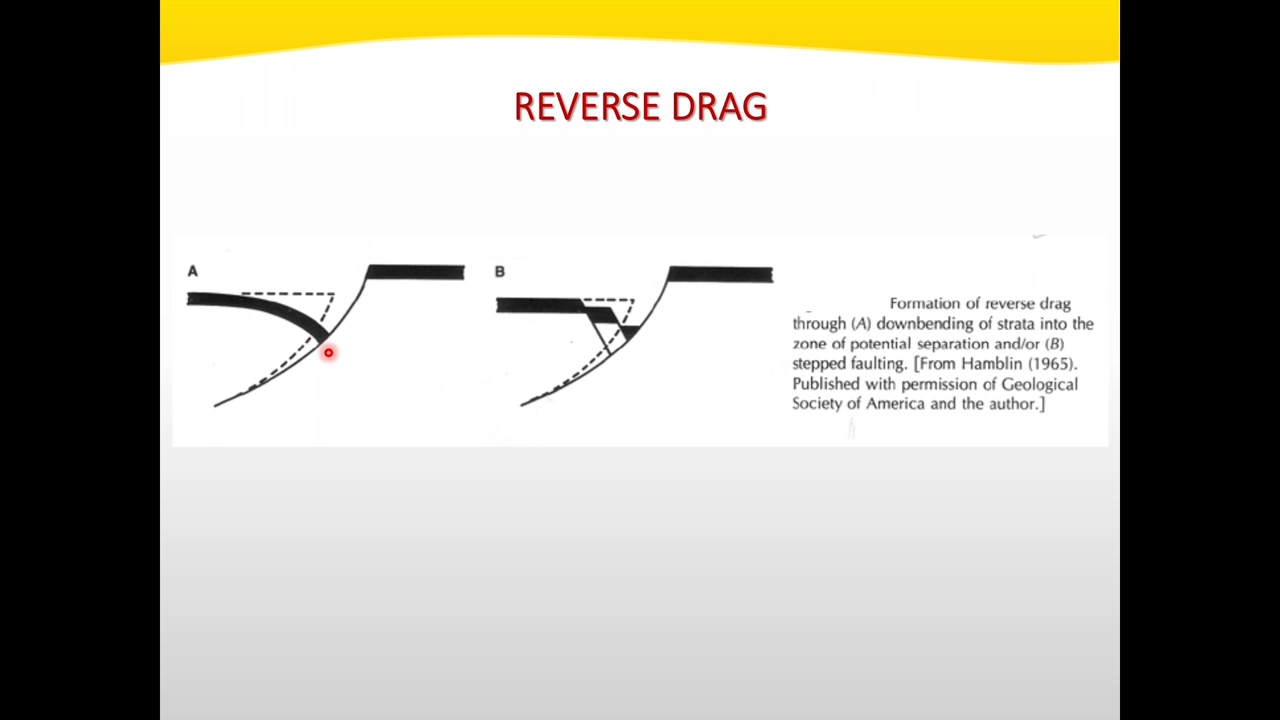 REVERSE DRAG
A
B
Formation of reverse drag
through (A) downbending of strata into the
zone of potential separation and/or (B)
stepped faulting. [From Hamblin (1965).
Published with permission of Geological
Society of America and the author.]